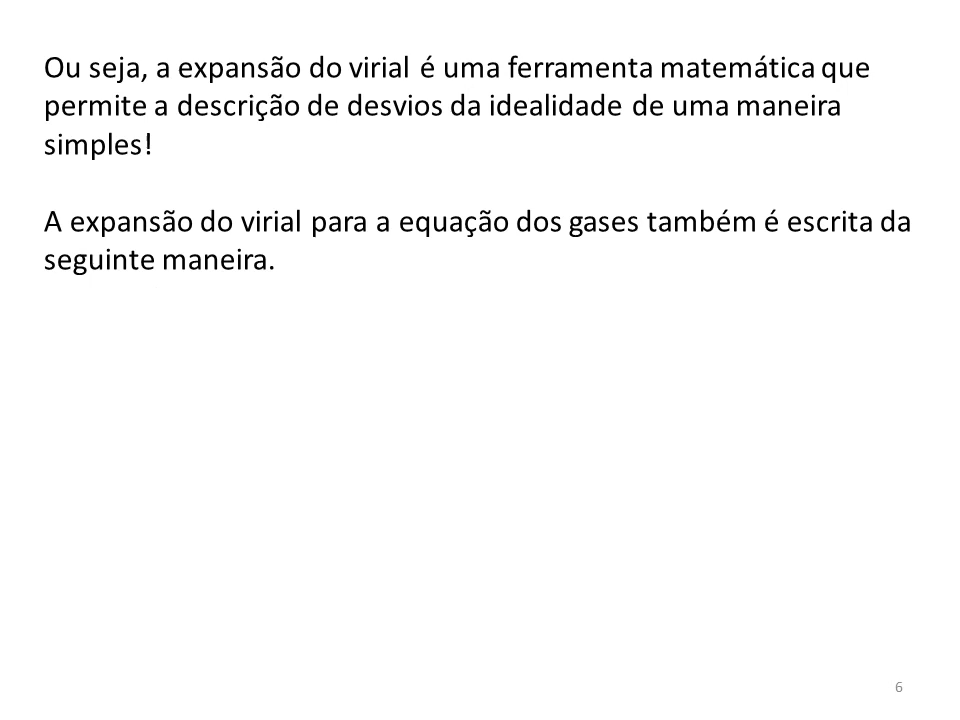 Ou seja, a expansão do virial é uma ferramenta matemática que
permite a descrição de desvios da idealidade de uma maneira
simples!
A expansão do virial para a equação dos gases também é escrita da
seguinte maneira.
6